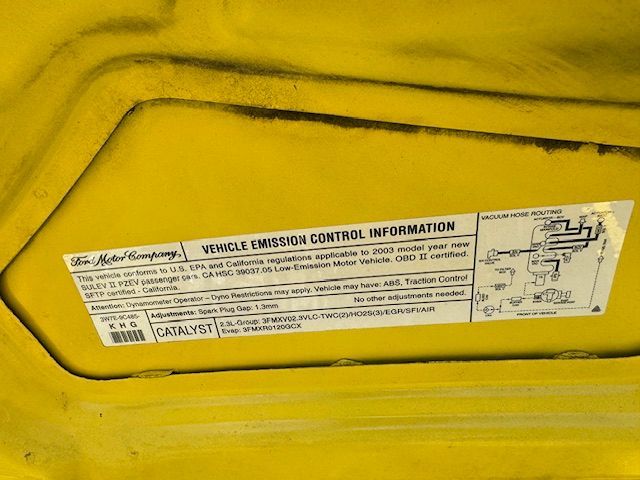 Ford Motor Company,
VEHICLE EMISSION CONTROL INFORMATION
This vehicle conforms to U.S. EPA and California regulations applicable to 2003 model year new
SULEV II PZEV passenger cars. CA HSC 39037.05 Low-Emission Motor Vehicle. OBD II certified.
SFTP certified - California.
Attention: Dynamometer Operator – Dyno Restrictions may apply. Vehicle may have: ABS, Traction Control
3W7E-9C485-
K H G
Adjustments: Spark Plug Gap: 1.3mm
No other adjustments needed.
CATALYST
2.3L-Group: 3FMXV02.3VLC-TWC(2)/HO2S(3)/EGR/SFI/AIR
Evap: 3FMXR0120GCX
VACUUM HOSE ROUTING